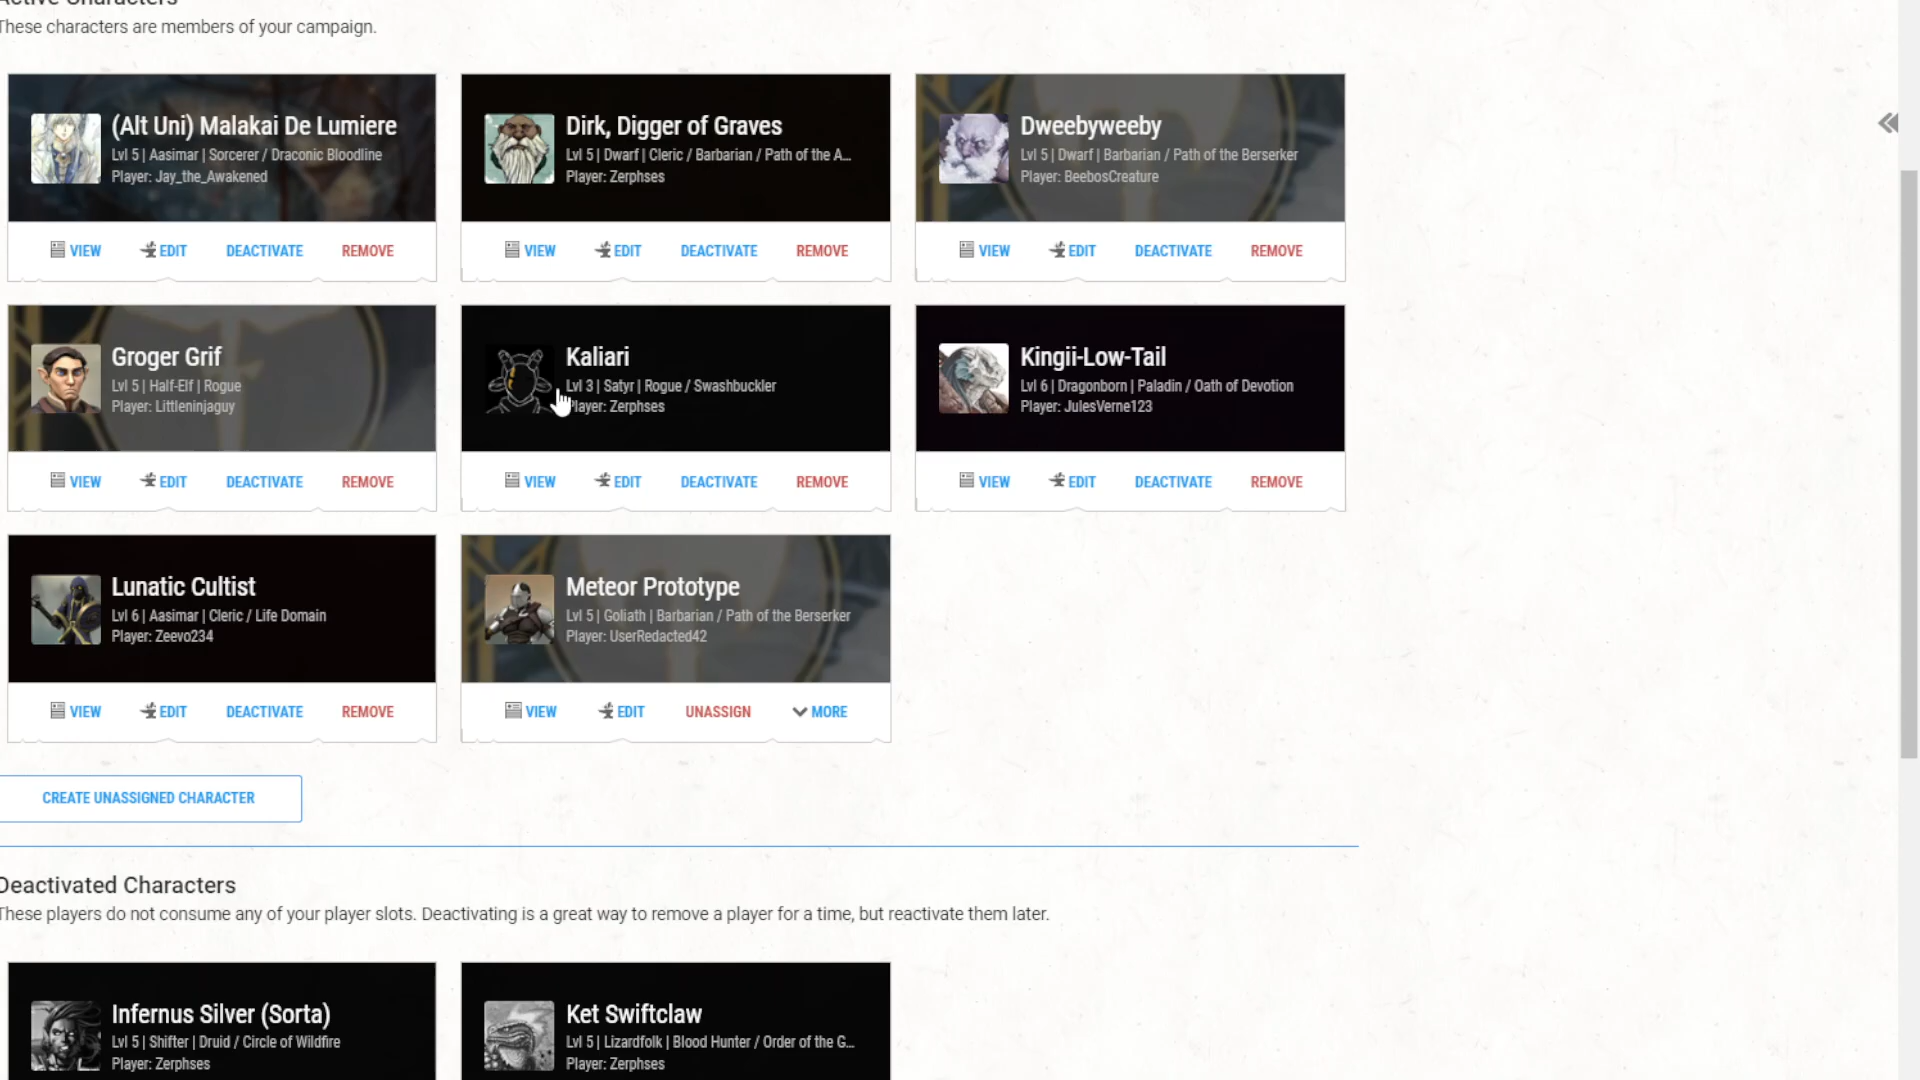 Active Characters
These characters are members of your campaign.
(Alt Uni) Malakai De Lumiere
Lvl 5 | Aasimar | Sorcerer / Draconic Bloodline
Player: Jay_the_Awakened
VIEW EDIT DEACTIVATE REMOVE
Dirk, Digger of Graves
Lvl 5 | Dwarf | Cleric / Barbarian / Path of the A...
Player: Zerphses
VIEW EDIT DEACTIVATE REMOVE
Dweebyweeby
Lvl 5 | Dwarf | Barbarian / Path of the Berserker
Player: BeebosCreature
VIEW EDIT DEACTIVATE REMOVE
Groger Grif
Lvl 5 | Half-Elf | Rogue
Player: Littleninjaguy
VIEW EDIT DEACTIVATE REMOVE
Kaliari
Lvl 3 | Satyr | Rogue / Swashbuckler
Player: Zerphses
VIEW EDIT DEACTIVATE REMOVE
Kingii-Low-Tail
Lvl 6 | Dragonborn | Paladin / Oath of Devotion
Player: JulesVerne123
VIEW EDIT DEACTIVATE REMOVE
Lunatic Cultist
Lvl 6 | Aasimar | Cleric / Life Domain
Player: Zeevo234
VIEW EDIT DEACTIVATE REMOVE
Meteor Prototype
Lvl 5 | Goliath | Barbarian / Path of the Berserker
Player: UserRedacted42
VIEW EDIT UNASSIGN MORE
CREATE UNASSIGNED CHARACTER
Deactivated Characters
These players do not consume any of your player slots. Deactivating is a great way to remove a player for a time, but reactivate them later.
Infernus Silver (Sorta)
Lvl 5 | Shifter | Druid / Circle of Wildfire
Player: Zerphses
Ket Swiftclaw
Lvl 5 | Lizardfolk | Blood Hunter / Order of the G...
Player: Zerphses